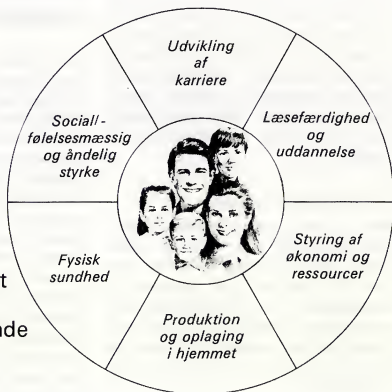 Udvikling
af
karriere
Læsefærdighed
og
uddannelse
Styring af
økonomi og
ressourcer
Produktion
og oplaging
i hjemmet
Fysisk
sundhed
Sociall-
følelsesmæssig
og åndelig
styrke